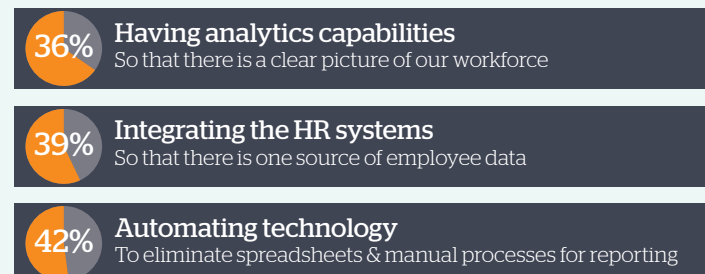 36%
Having analytics capabilities
So that there is a clear picture of our workforce
39%
Integrating the HR systems
So that there is one source of employee data
42%
Automating technology
To eliminate spreadsheets & manual processes for reporting